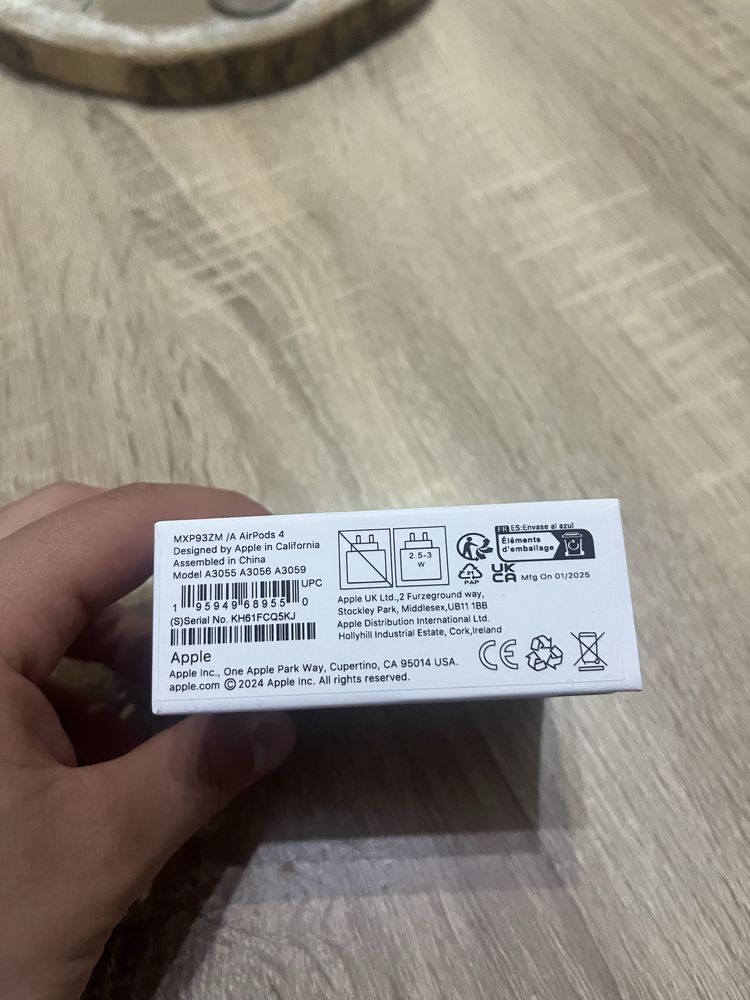 MXP93ZM /A AirPods 4
Designed by Apple in California
Assembled in China
Model A3055 A3056 A3059
UPC
1 95949 68955 0
(S)Serial No. KH61FCQ5KJ
Apple
Apple Inc., One Apple Park Way, Cupertino, CA 95014 USA.
apple.com Ⓒ 2024 Apple Inc. All rights reserved.
2.5-3
W
Apple UK Ltd.,2 Furzeground way,
Stockley Park, Middlesex,UB11 1BB
Apple Distribution International Ltd.
Hollyhill Industrial Estate, Cork,Ireland
FR ES:Envase al azul
Éléments
d'emballage
21
PAP
UK
CA
Mfg On 01/2025
CE